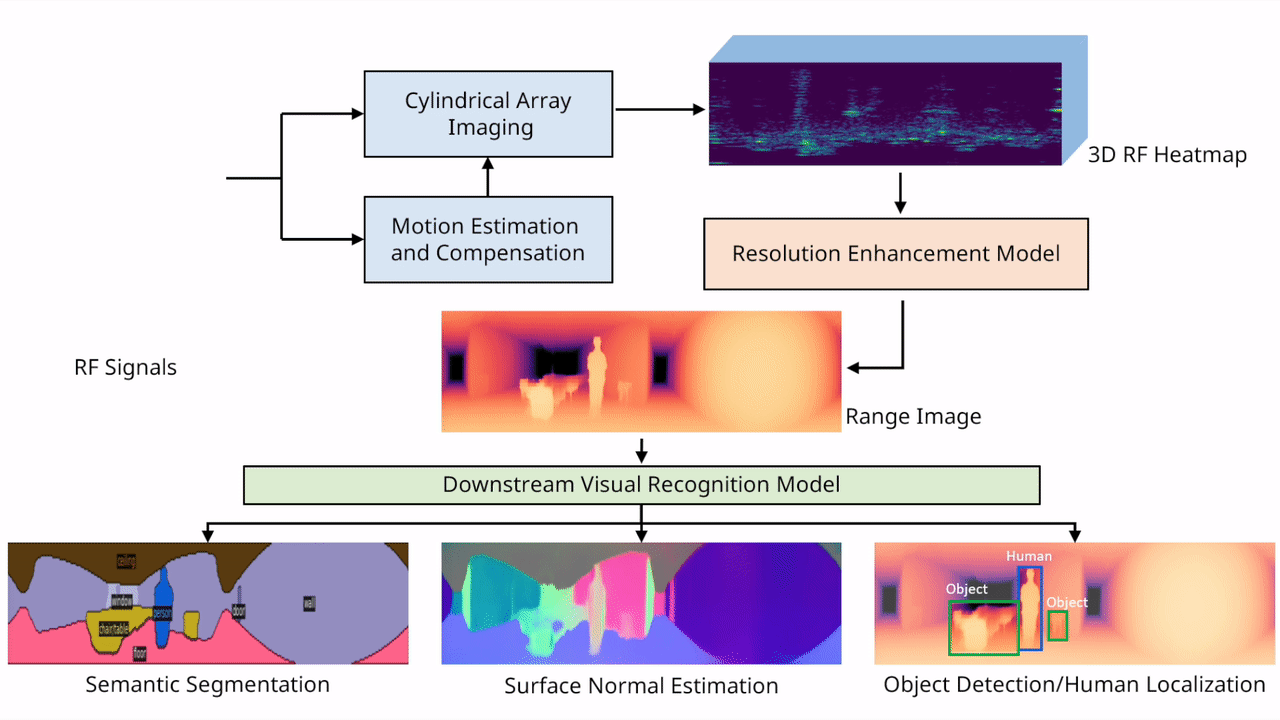 Cylindrical Array
Imaging
3D RF Heatmap
Motion Estimation
and Compensation
Resolution Enhancement Model
RF Signals
Range Image
Downstream Visual Recognition Model
ceiling
window
person
door
wall
chair/table
floor
Human
Object
Object
Semantic Segmentation
Surface Normal Estimation
Object Detection/Human Localization